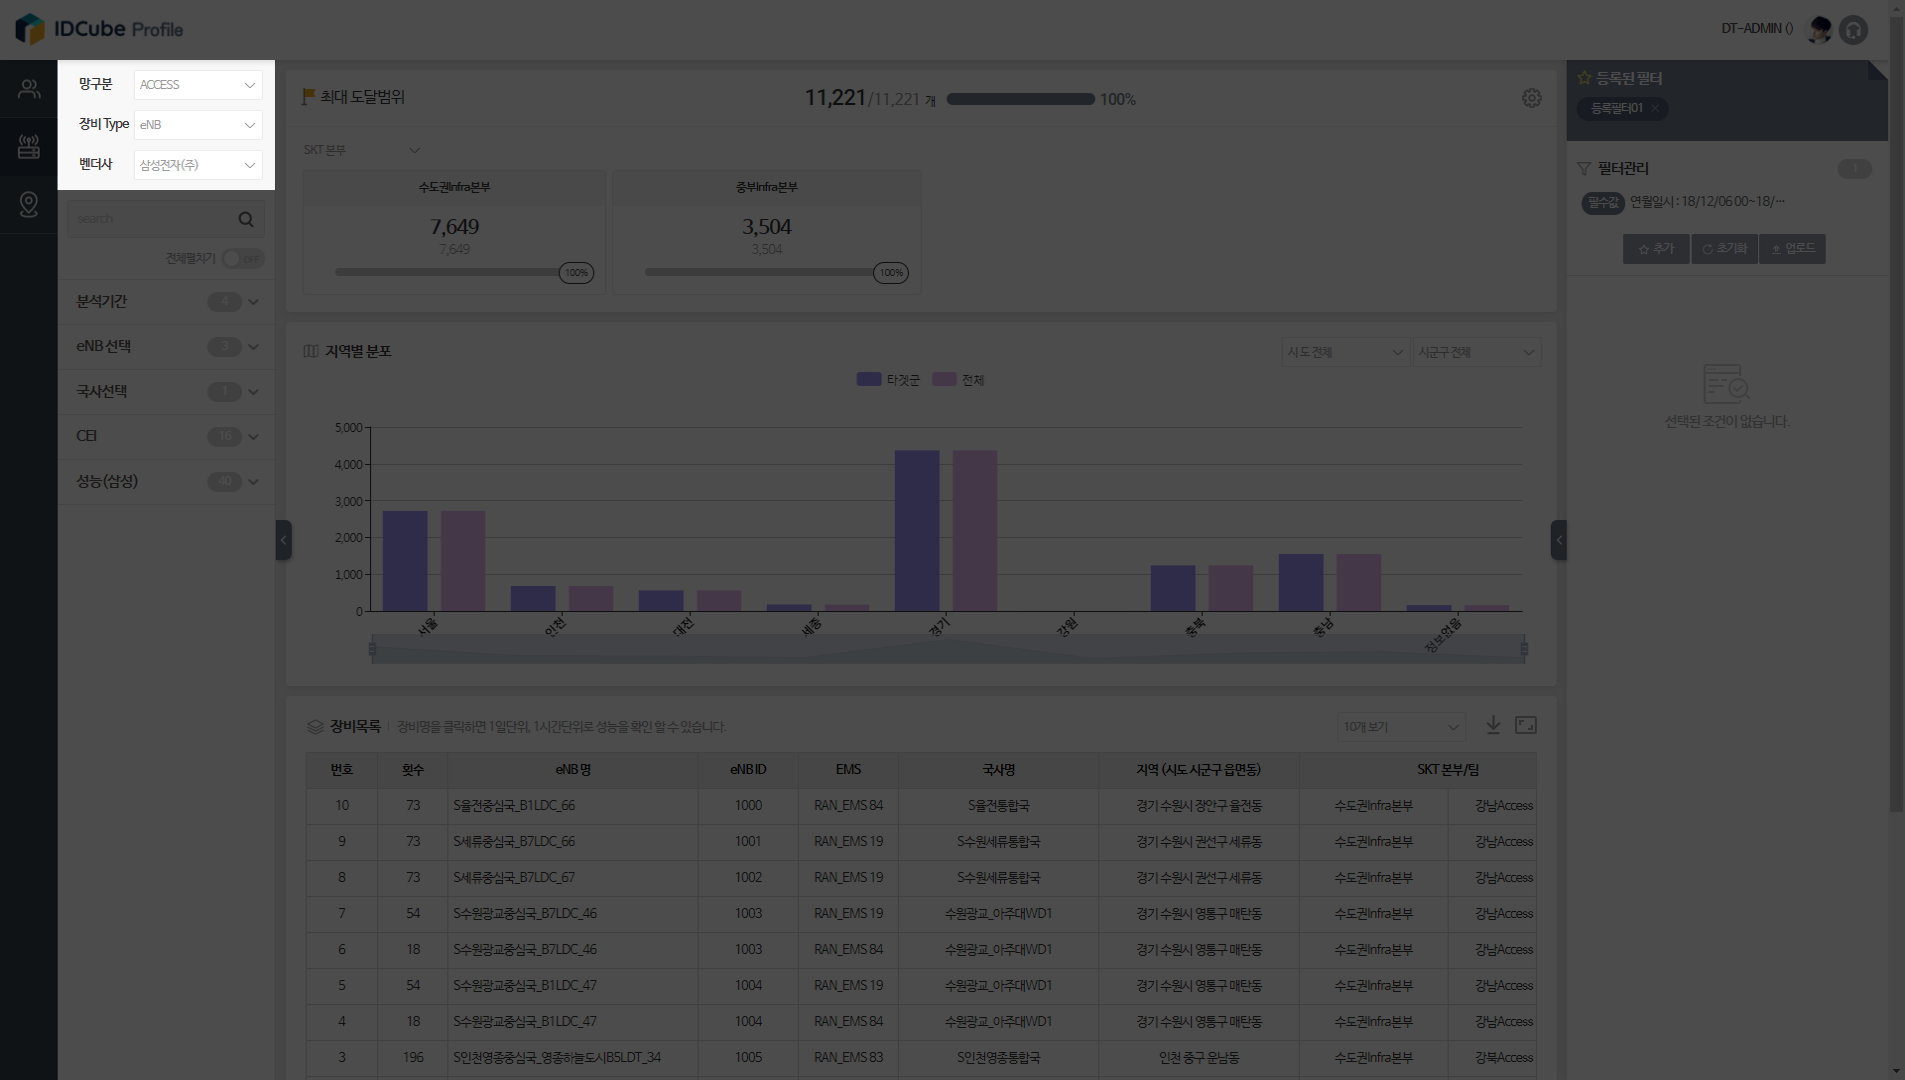 IDCube Profile
DT-ADMIN ()
망구분 ACCESS
장비 Type eNB
벤더사 삼성전자(주)
search
전체펼치기 OFF
분석기간 4
eNB 선택 3
국사선택 1
CEI 16
성능(삼성) 40
최대 도달범위
11,221/11,221 개 100%
SKT 본부
수도권Infra본부
7,649
7,649
100%
중부Infra본부
3,504
3,504
100%
지역별 분포
시.도 전체 시군구 전체
타겟군 전체
5,000
4,000
3,000
2,000
1,000
0
서울 인천 대전 세종 경기 강원 충북 충남 정보없음
장비목록 장비명을 클릭하면 1일단위, 1시간단위로 성능을 확인 할 수 있습니다.
10개 보기
번호 횟수 eNB 명 eNB ID EMS 국사명 지역 (시도 시군구 읍면동) SKT 본부/팀
10 73 S율전중심국_B1LDC_66 1000 RAN_EMS 84 S율전통합국 경기 수원시 장안구 율전동 수도권Infra본부 강남Access
9 73 S세류중심국_B7LDC_66 1001 RAN_EMS 19 S수원세류통합국 경기 수원시 권선구 세류동 수도권Infra본부 강남Access
8 73 S세류중심국_B7LDC_67 1002 RAN_EMS 19 S수원세류통합국 경기 수원시 권선구 세류동 수도권Infra본부 강남Access
7 54 S수원광교중심국_B7LDC_46 1003 RAN_EMS 19 수원광교_아주대WD1 경기 수원시 영통구 매탄동 수도권Infra본부 강남Access
6 18 S수원광교중심국_B7LDC_46 1003 RAN_EMS 84 수원광교_아주대WD1 경기 수원시 영통구 매탄동 수도권Infra본부 강남Access
5 54 S수원광교중심국_B1LDC_47 1004 RAN_EMS 19 수원광교_아주대WD1 경기 수원시 영통구 매탄동 수도권Infra본부 강남Access
4 18 S수원광교중심국_B1LDC_47 1004 RAN_EMS 84 수원광교_아주대WD1 경기 수원시 영통구 매탄동 수도권Infra본부 강남Access
3 196 S인천영종중심국_영종하늘도시B5LDT_34 1005 RAN_EMS 83 S인천영종통합국 인천 중구 운남동 수도권Infra본부 강북Access
등록된 필터
등록필터01 ×
필터관리 1
필수값 연월일시 : 18/12/06 00~18/···
추가 초기화 업로드
선택된 조건이 없습니다.